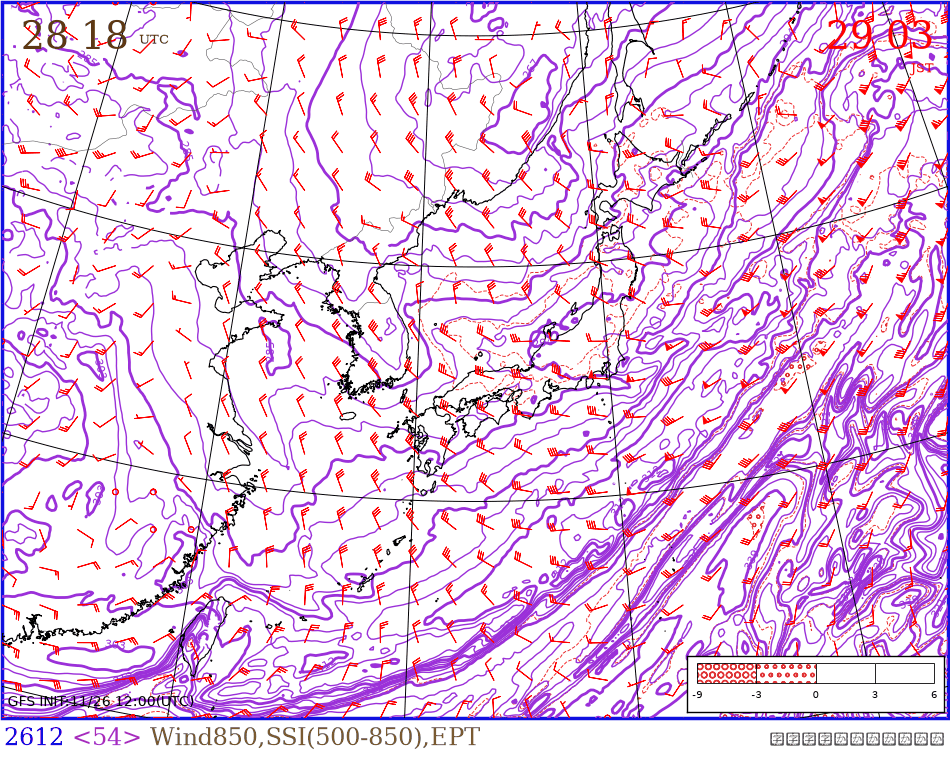 28 18 UTC
29 03
JST
GFS INIT:11/26 12:00(UTC)
-9 -3 0 3 6
2612 <54> Wind850,SSI(500-850),EPT